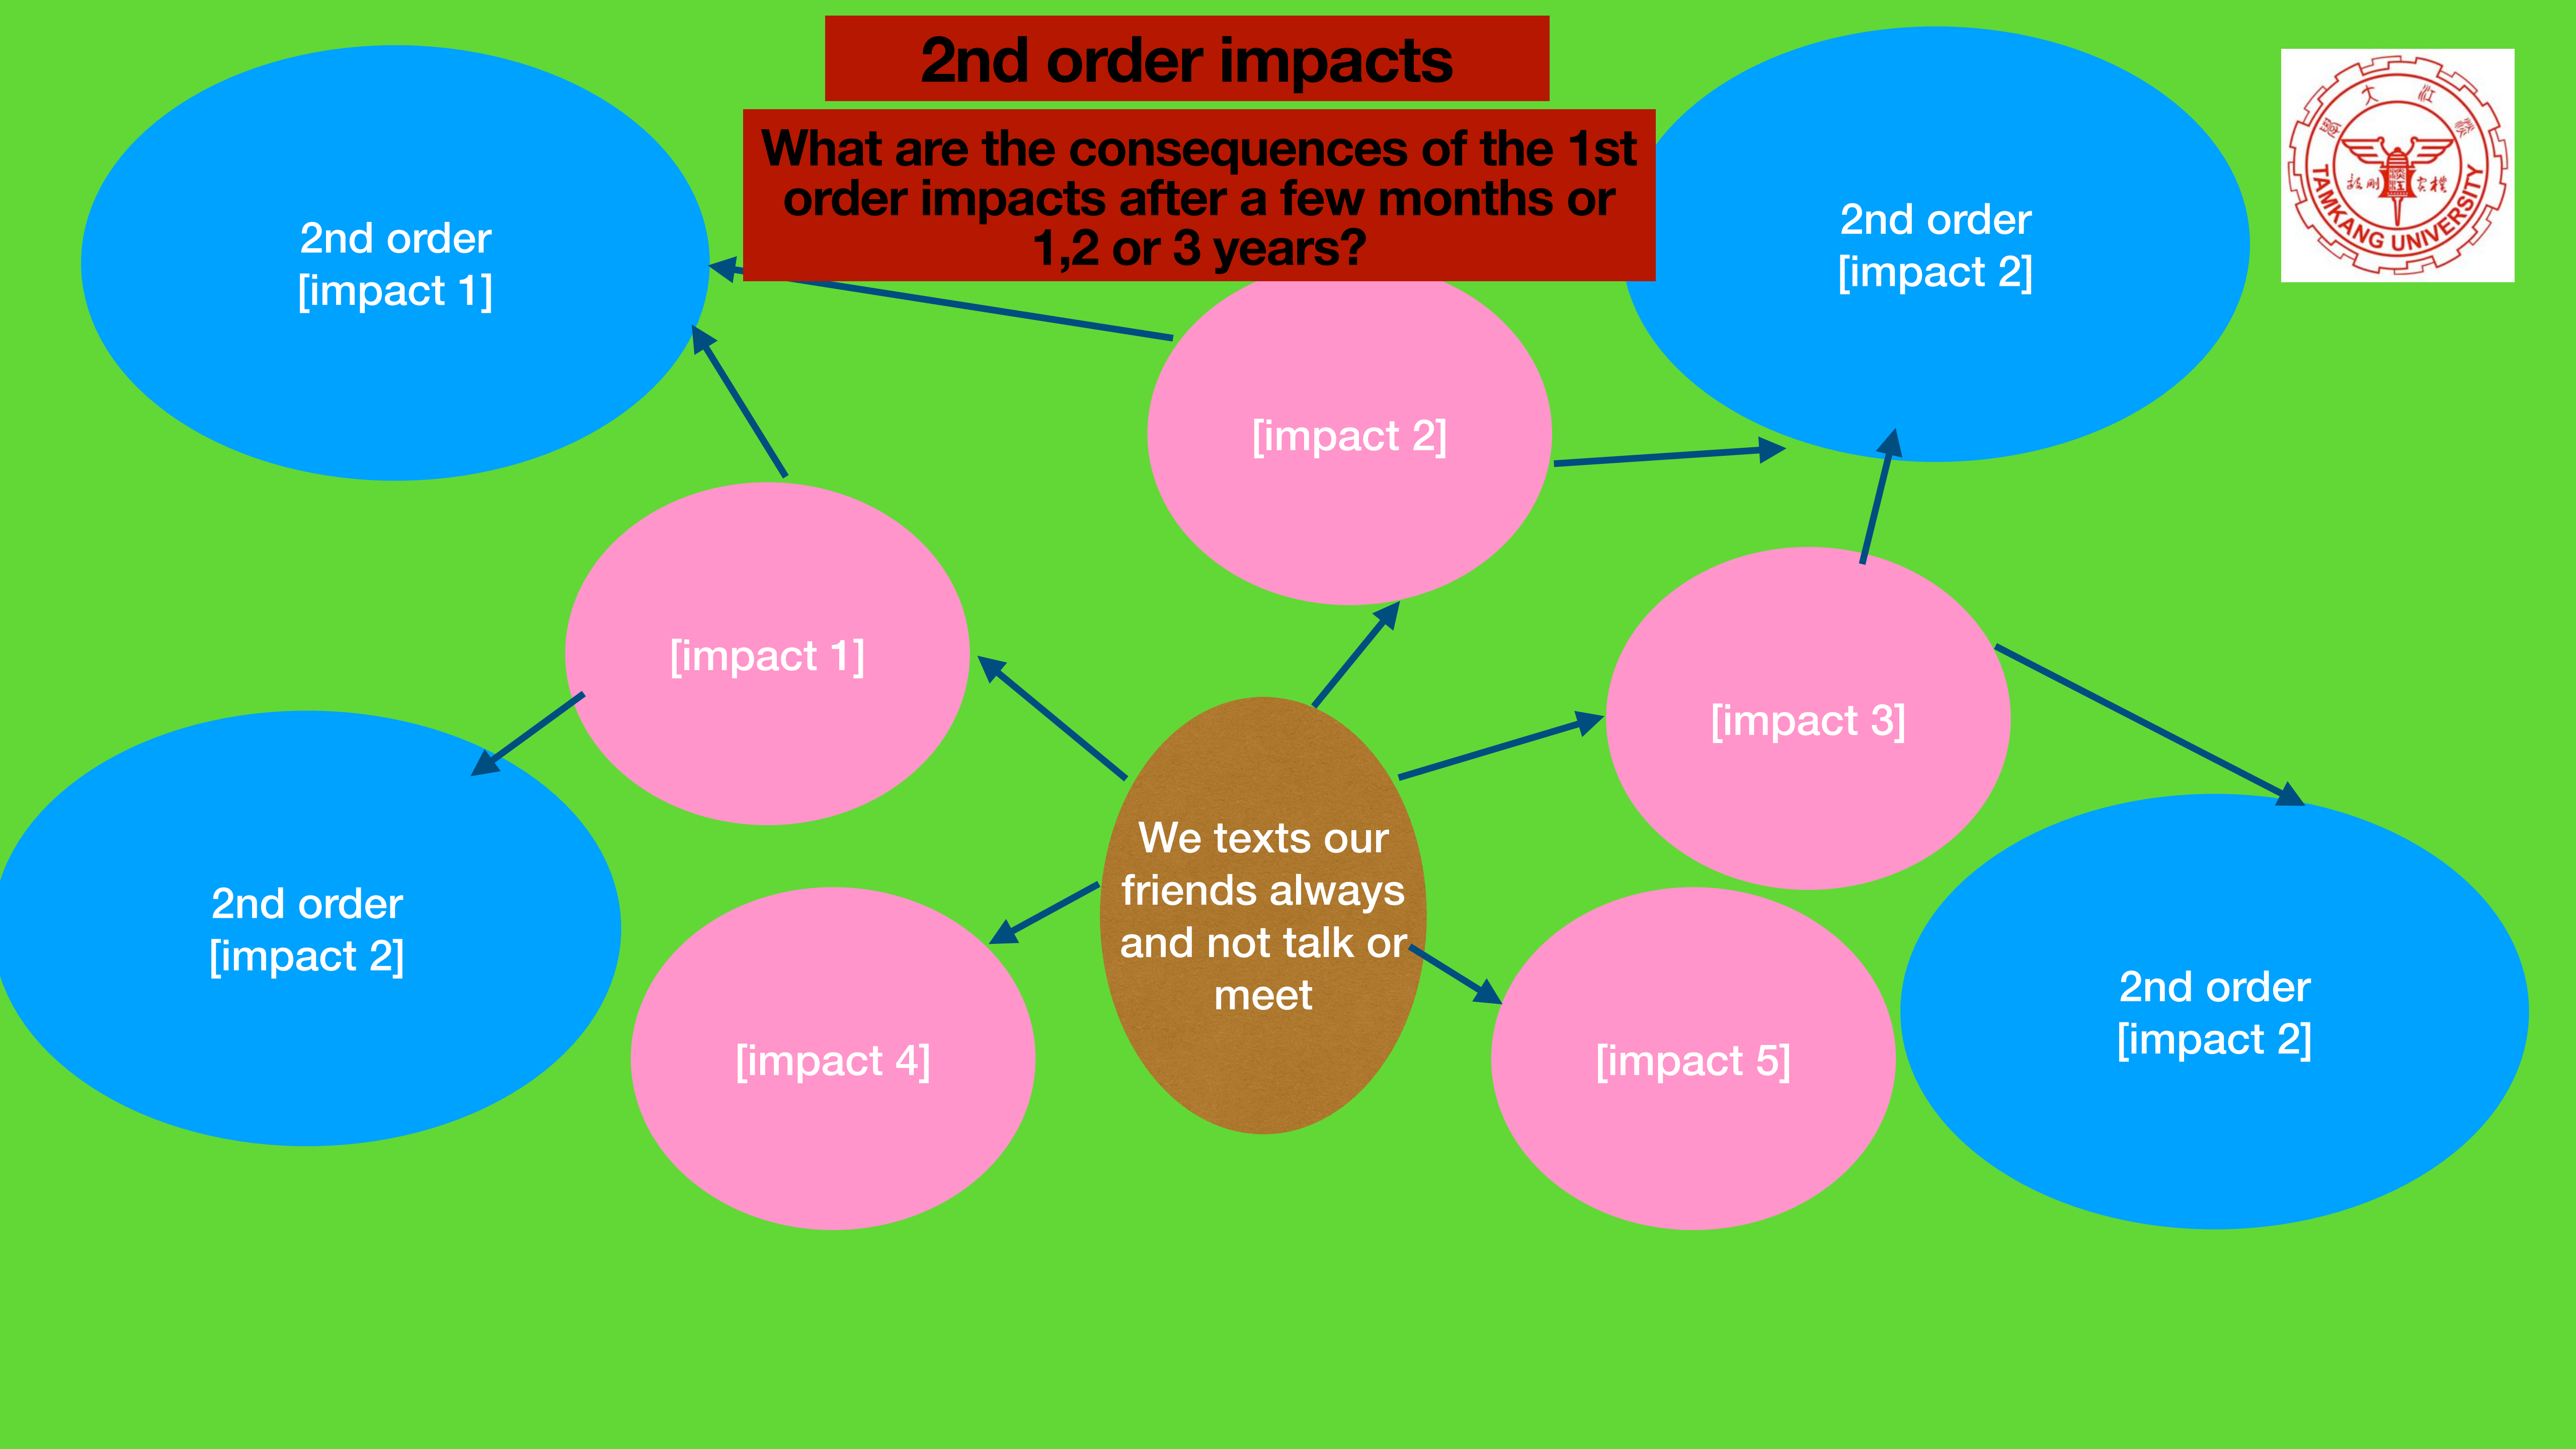 2nd order impacts
What are the consequences of the 1st
order impacts after a few months or
1,2 or 3 years?
2nd order
[impact 1]
2nd order
[impact 2]
大 江
TAMKANG UNIVERSITY
[impact 2]
[impact 1]
[impact 3]
We texts our
friends always
and not talk or
meet
2nd order
[impact 2]
2nd order
[impact 2]
[impact 4]
[impact 5]